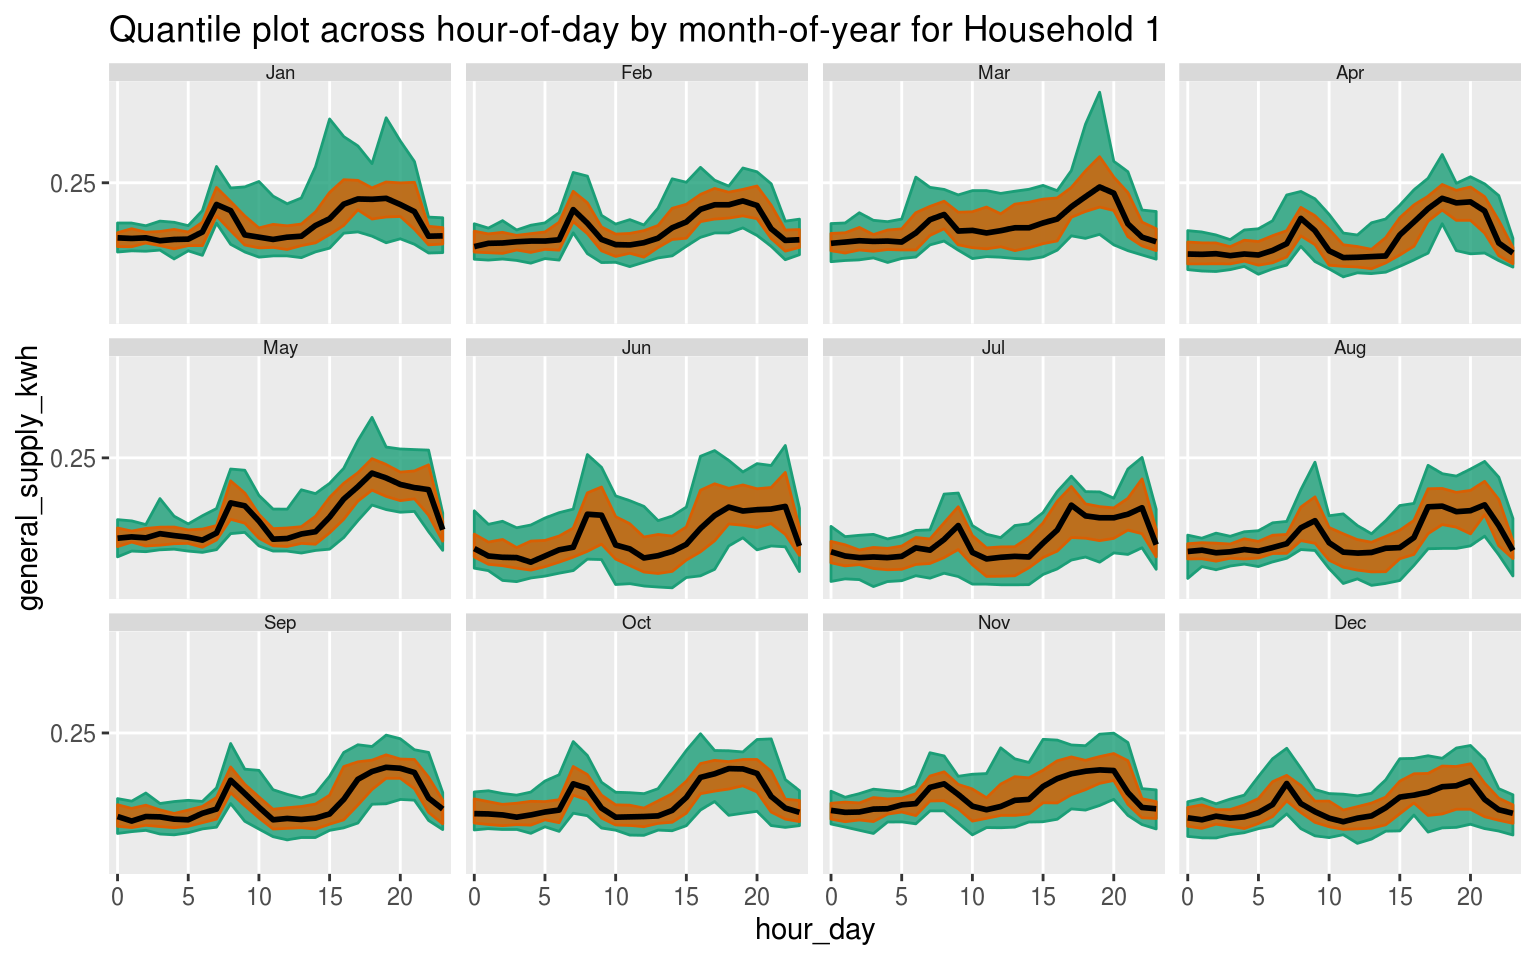 Quantile plot across hour-of-day by month-of-year for Household 1
Jan Feb Mar Apr
0.25
May Jun Jul Aug
0.25
general_supply_kwh
Sep Oct Nov Dec
0.25
0 5 10 15 20 0 5 10 15 20 0 5 10 15 20 0 5 10 15 20
hour_day